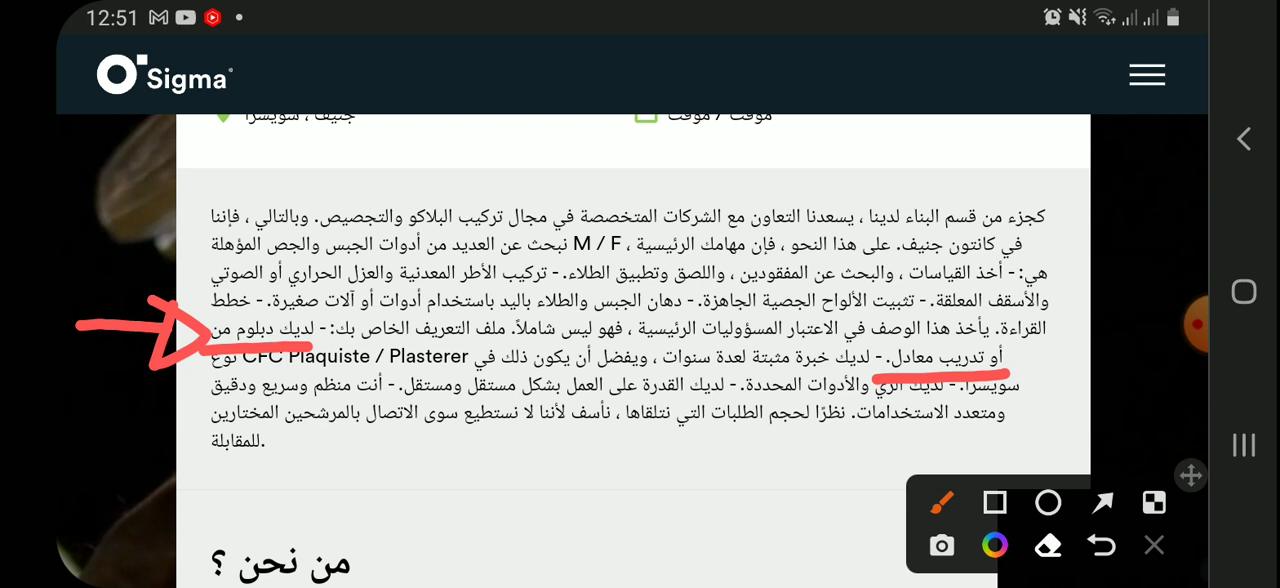 12:51
Sigma
جنيف ، سويسرا
موقت / موقت
كجزء من قسم البناء لدينا ، يسعدنا التعاون مع الشركات المتخصصة في مجال تركيب البلاكو والتجصيص. وبالتالي ، فإننا
نبحث عن العديد من أدوات الجبس والجص المؤهلة M / F ، في كانتون جنيف. على هذا النحو ، فإن مهامك الرئيسية
هي: - أخذ القياسات ، والبحث عن المفقودين ، واللصق وتطبيق الطلاء. - تركيب الأطر المعدنية والعزل الحراري أو الصوتي
والأسقف المعلقة. - تثبيت الألواح الجصية الجاهزة. - دهان الجبس والطلاء باليد باستخدام أدوات أو آلات صغيرة. - خطط
القراءة. يأخذ هذا الوصف في الاعتبار المسؤوليات الرئيسية ، فهو ليس شاملاً. ملف التعريف الخاص بك: - لديك دبلوم من
نوع CFC Plaquiste / Plasterer أو تدريب معادل. - لديك خبرة مثبتة لعدة سنوات ، ويفضل أن يكون ذلك في
سويسرا. - لديك الزي والأدوات المحددة. - لديك القدرة على العمل بشكل مستقل ومستقل. - أنت منظم وسريع ودقيق
ومتعدد الاستخدامات. نظرًا لحجم الطلبات التي نتلقاها ، نأسف لأننا لا نستطيع سوى الاتصال بالمرشحين المختارين
للمقابلة.
من نحن ؟